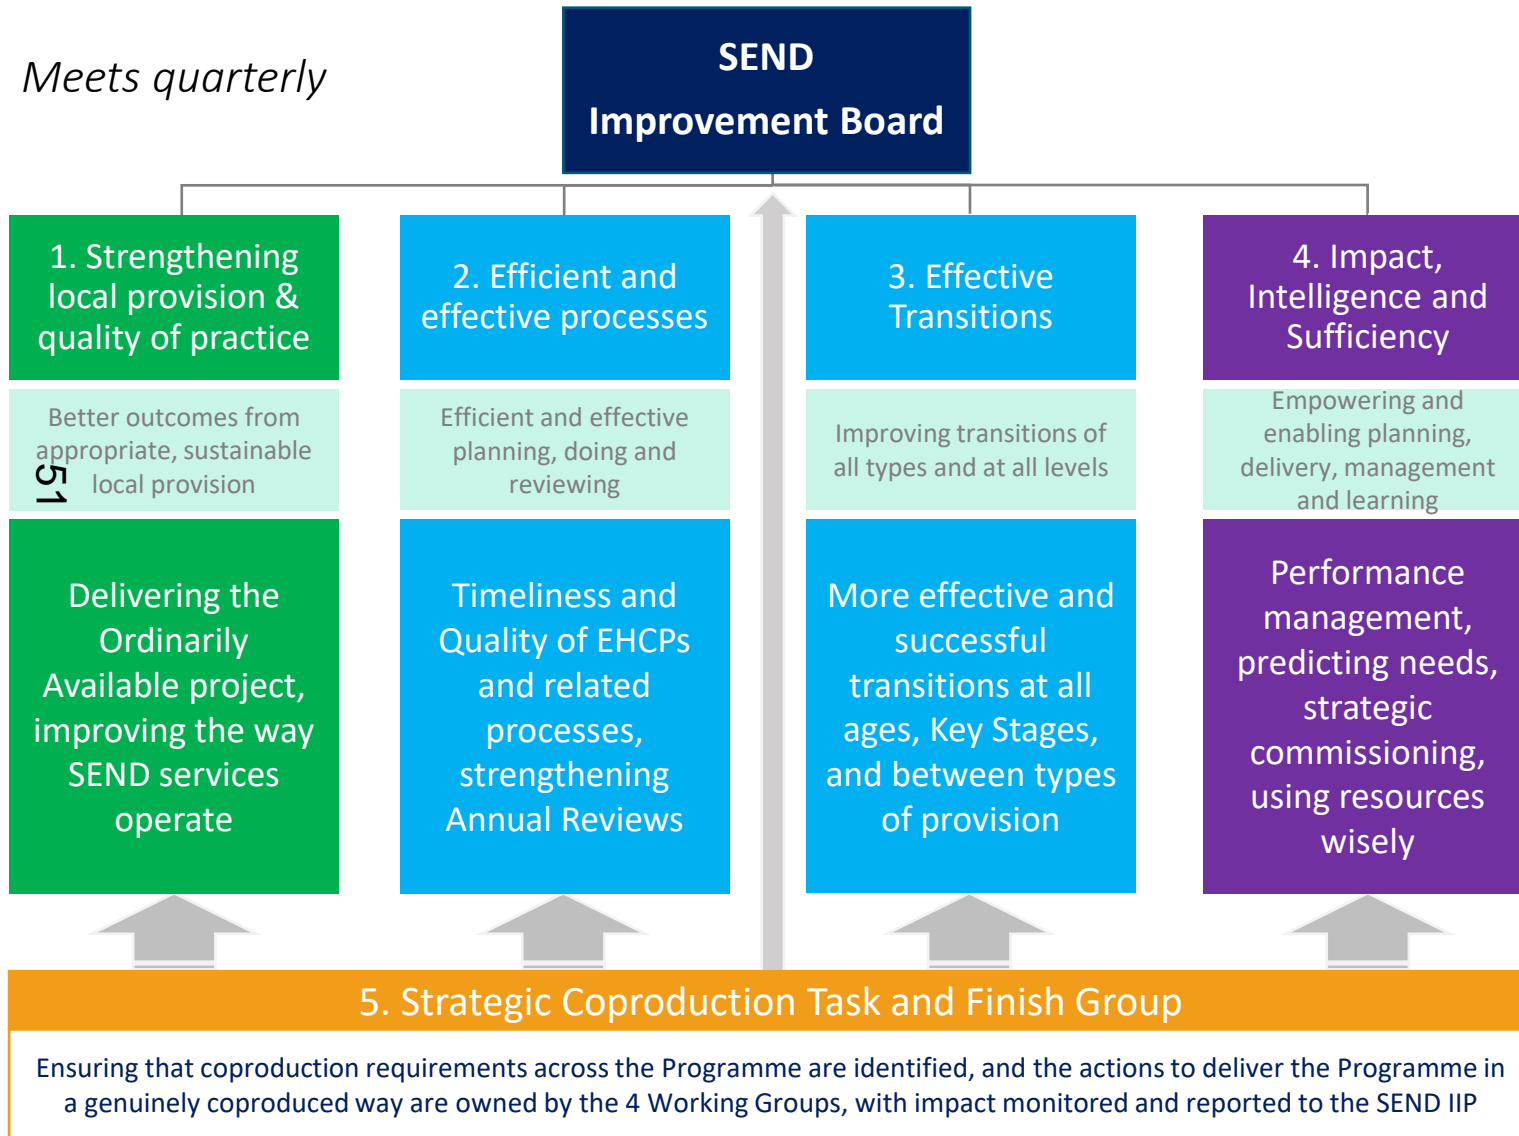 Meets quarterly
SEND
Improvement Board
1. Strengthening
local provision &
quality of practice
2. Efficient and
effective processes
3. Effective
Transitions
4. Impact,
Intelligence and
Sufficiency
Better outcomes from
appropriate, sustainable
local provision
51
Efficient and effective
planning, doing and
reviewing
Improving transitions of
all types and at all levels
Empowering and
enabling planning,
delivery, management
and learning
Delivering the
Ordinarily
Available project,
improving the way
SEND services
operate
Timeliness and
Quality of EHCPs
and related
processes,
strengthening
Annual Reviews
More effective and
successful
transitions at all
ages, Key Stages,
and between types
of provision
Performance
management,
predicting needs,
strategic
commissioning,
using resources
wisely
5. Strategic Coproduction Task and Finish Group
Ensuring that coproduction requirements across the Programme are identified, and the actions to deliver the Programme in
a genuinely coproduced way are owned by the 4 Working Groups, with impact monitored and reported to the SEND IIP